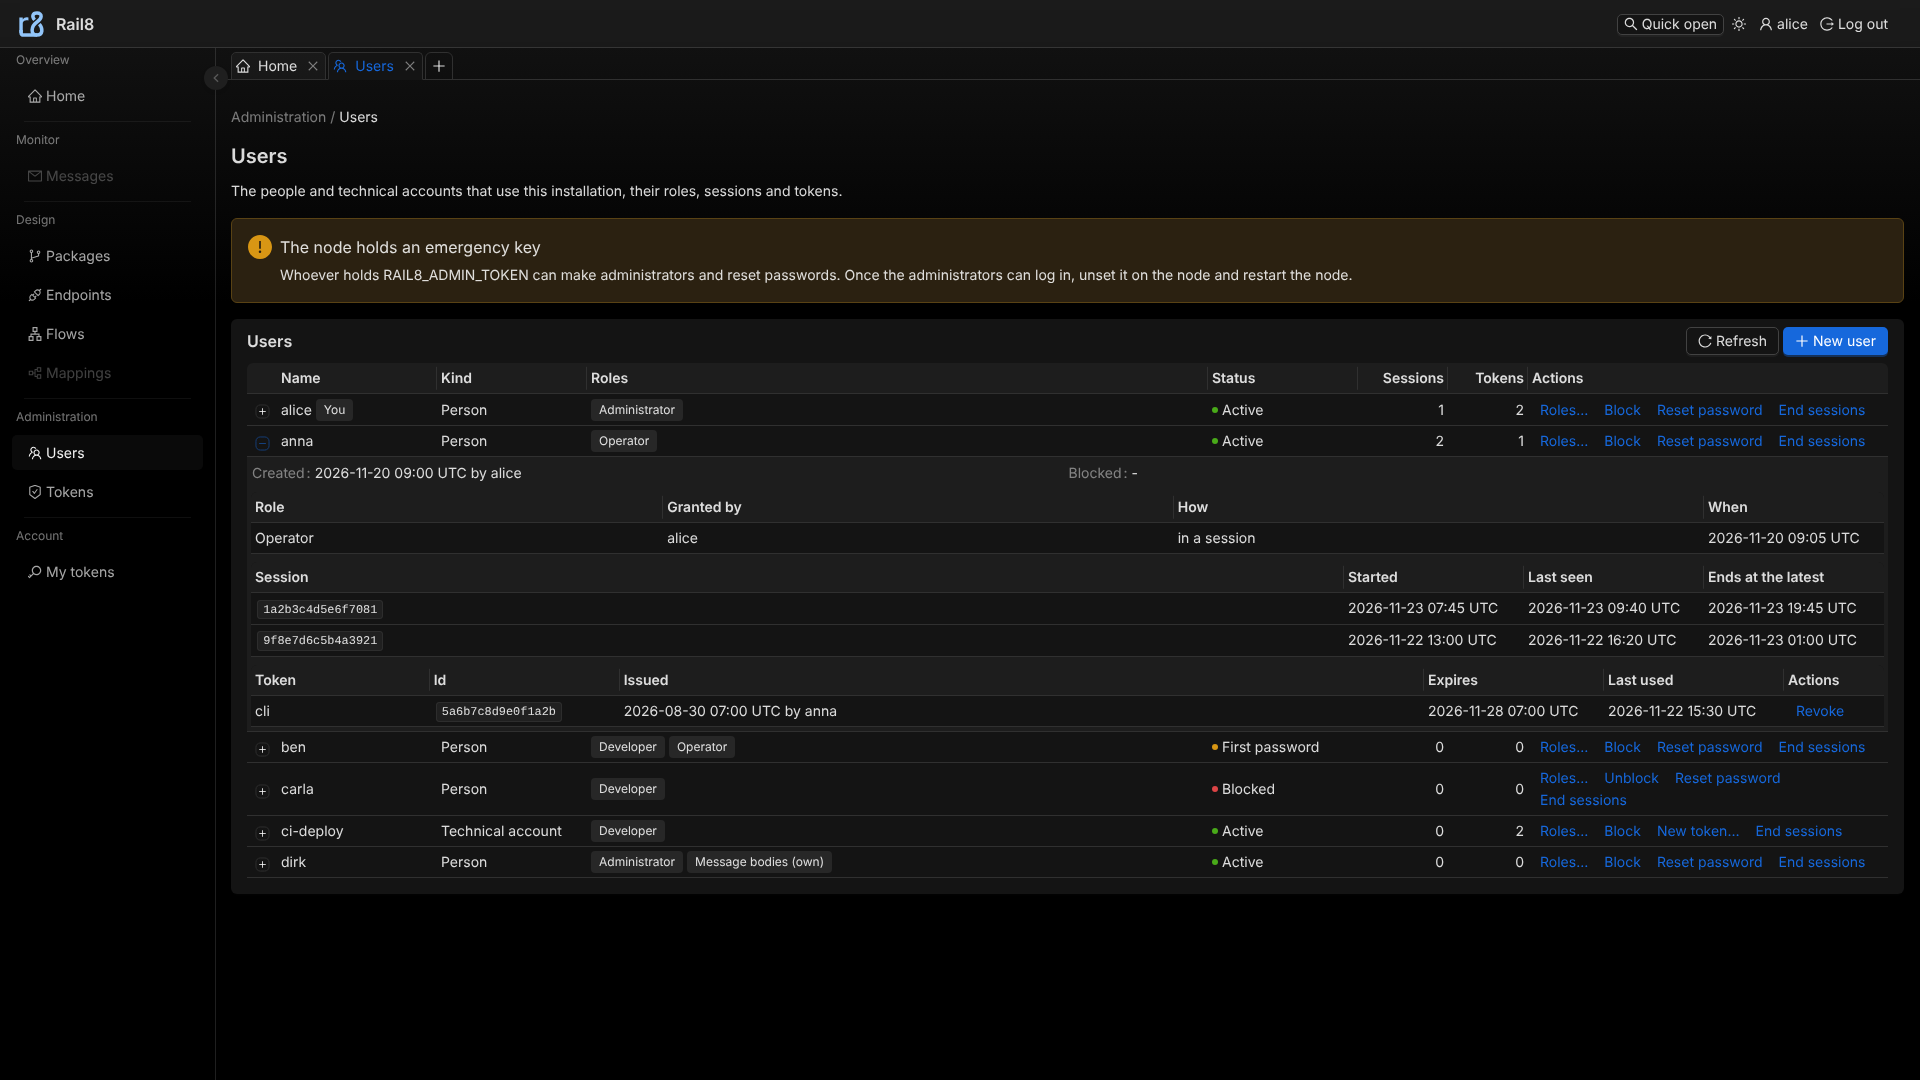 Rail8
Quick open alice Log out
Overview
Home
Monitor
Messages
Design
Packages
Endpoints
Flows
Mappings
Administration
Users
Tokens
Account
My tokens
Home Users
Administration / Users
Users
The people and technical accounts that use this installation, their roles, sessions and tokens.
The node holds an emergency key
Whoever holds RAIL8_ADMIN_TOKEN can make administrators and reset passwords. Once the administrators can log in, unset it on the node and restart the node.
Users Refresh New user
Name Kind Roles Status Sessions Tokens Actions
alice You Person Administrator Active 1 2 Roles... Block Reset password End sessions
anna Person Operator Active 2 1 Roles... Block Reset password End sessions
Created: 2026-11-20 09:00 UTC by alice Blocked: -
Role Granted by How When
Operator alice in a session 2026-11-20 09:05 UTC
Session Started Last seen Ends at the latest
1a2b3c4d5e6f7081 2026-11-23 07:45 UTC 2026-11-23 09:40 UTC 2026-11-23 19:45 UTC
9f8e7d6c5b4a3921 2026-11-22 13:00 UTC 2026-11-22 16:20 UTC 2026-11-23 01:00 UTC
Token Id Issued Expires Last used Actions
cli 5a6b7c8d9e0f1a2b 2026-08-30 07:00 UTC by anna 2026-11-28 07:00 UTC 2026-11-22 15:30 UTC Revoke
ben Person Developer Operator First password 0 0 Roles... Block Reset password End sessions
carla Person Developer Blocked 0 0 Roles... Unblock Reset password
End sessions
ci-deploy Technical account Developer Active 0 2 Roles... Block New token... End sessions
dirk Person Administrator Message bodies (own) Active 0 0 Roles... Block Reset password End sessions